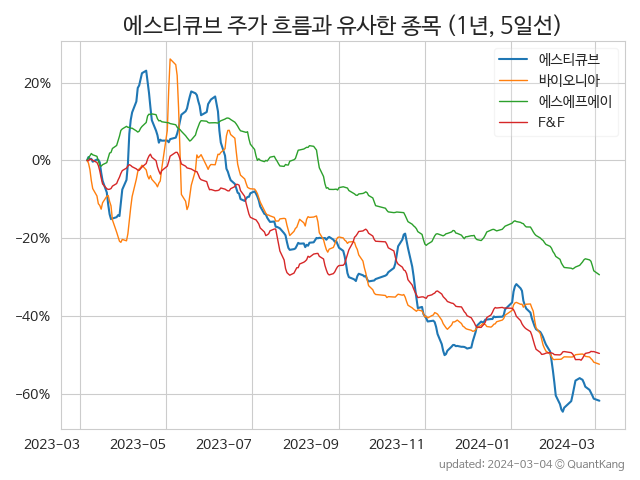 에스티큐브 주가 흐름과 유사한 종목 (1년, 5일선)
에스티큐브
바이오니아
에스에프에이
F&F
20%
0%
−20%
−40%
−60%
2023-03 2023-05 2023-07 2023-09 2023-11 2024-01 2024-03
updated: 2024-03-04 © QuantKang